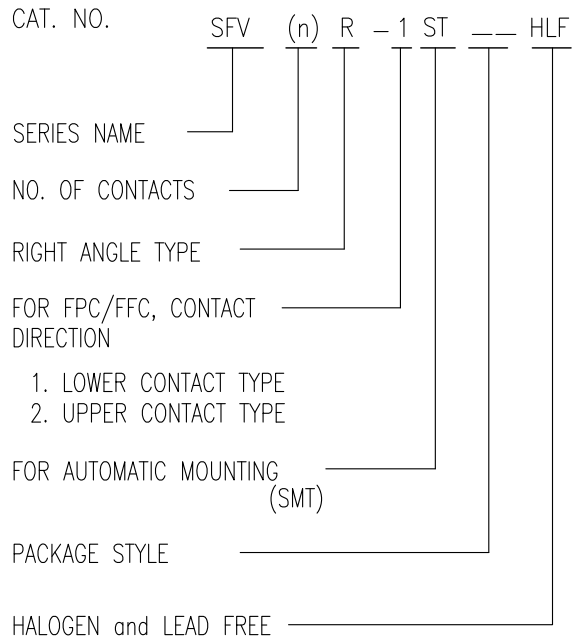 CAT. NO. SFV (n) R - 1 ST __ HLF
SERIES NAME
NO. OF CONTACTS
RIGHT ANGLE TYPE
FOR FPC/FFC, CONTACT
DIRECTION
1. LOWER CONTACT TYPE
2. UPPER CONTACT TYPE
FOR AUTOMATIC MOUNTING
(SMT)
PACKAGE STYLE
HALOGEN and LEAD FREE